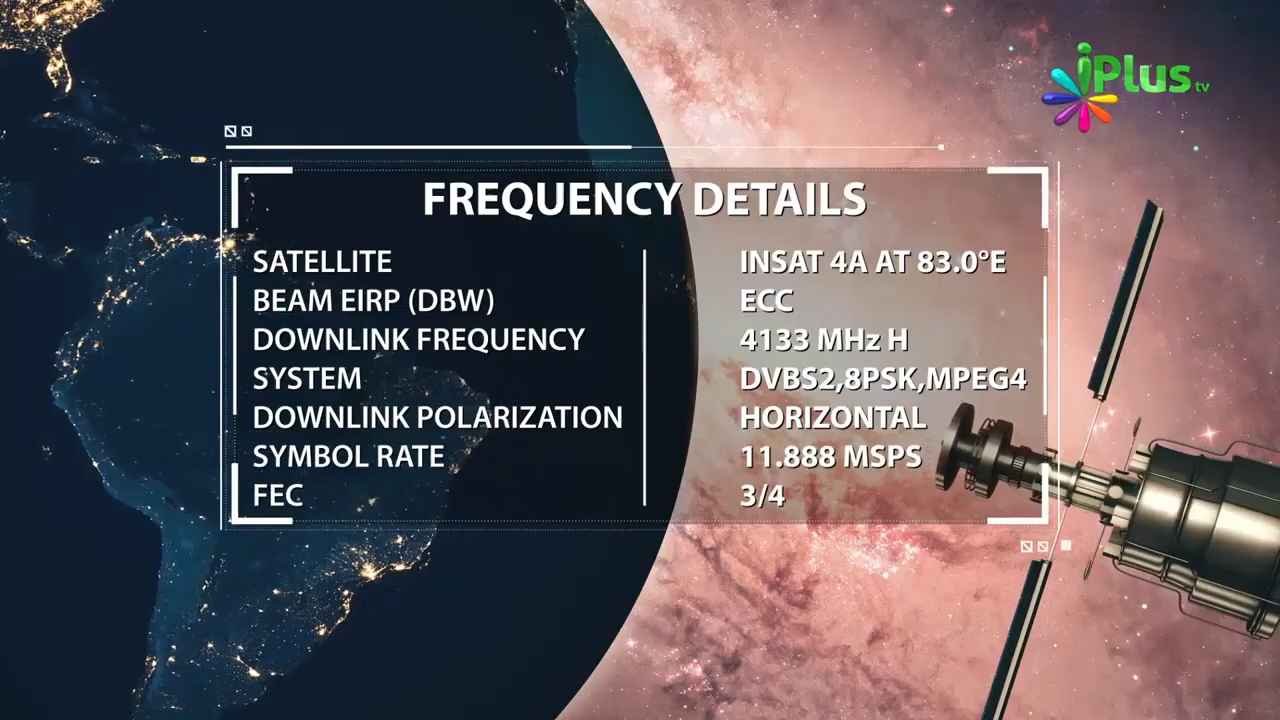 iPlus tv
FREQUENCY DETAILS
SATELLITE INSAT 4A AT 83.0°E
BEAM EIRP (DBW) ECC
DOWNLINK FREQUENCY 4133 MHz H
SYSTEM DVBS2,8PSK,MPEG4
DOWNLINK POLARIZATION HORIZONTAL
SYMBOL RATE 11.888 MSPS
FEC 3/4